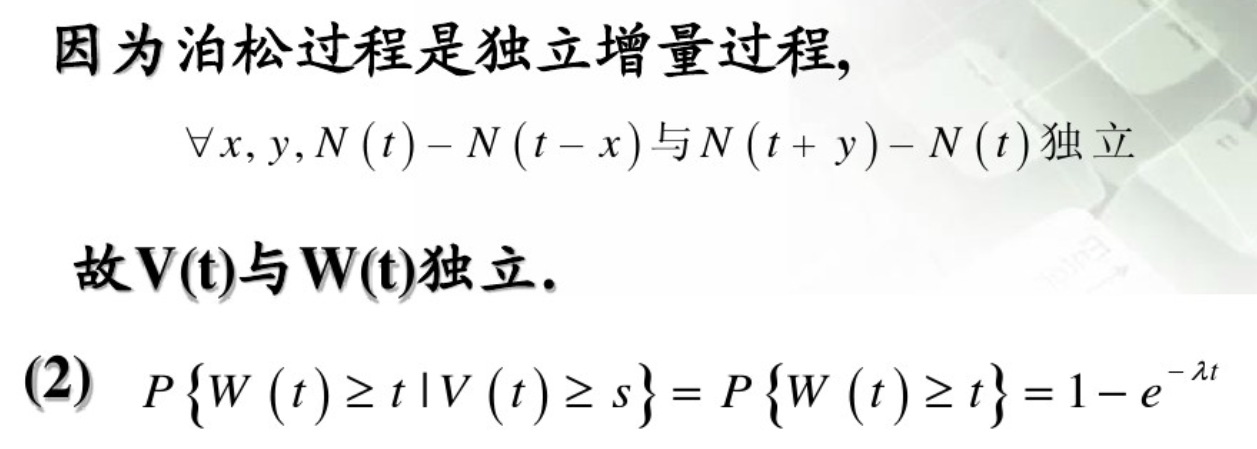 因为泊松过程是独立增量过程,
∀x, y, N(t) − N(t − x)与N(t + y) − N(t)独立
故V(t)与W(t)独立.
(2) P{W(t) ≥ t | V(t) ≥ s} = P{W(t) ≥ t} = 1 − e^{−λt}